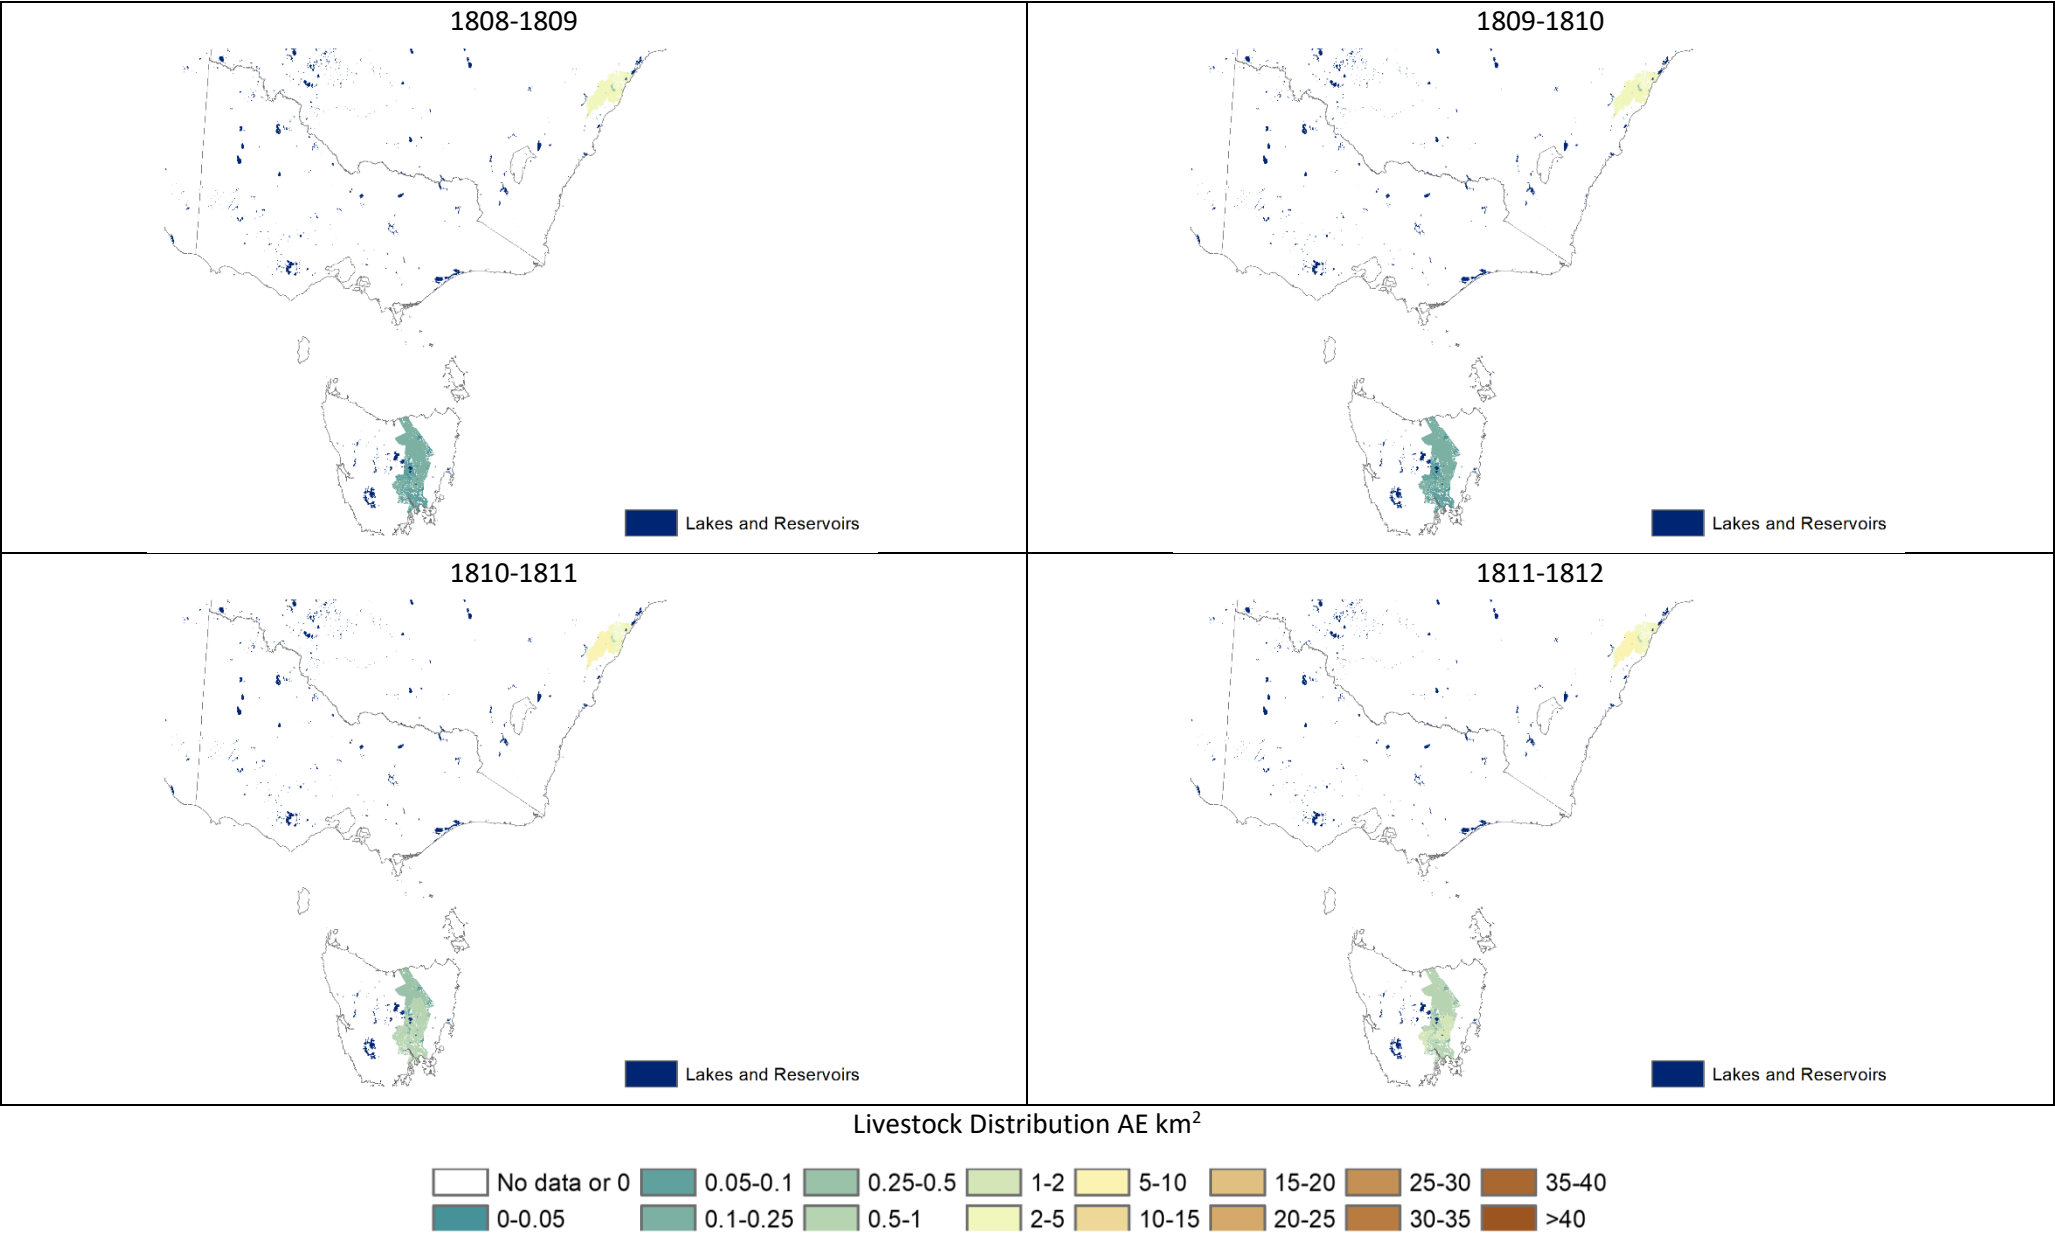 1808-1809
1809-1810
Lakes and Reservoirs
Lakes and Reservoirs
1810-1811
1811-1812
Lakes and Reservoirs
Lakes and Reservoirs
Livestock Distribution AE km²
No data or 0 0.05-0.1 0.25-0.5 1-2 5-10 15-20 25-30 35-40
0-0.05 0.1-0.25 0.5-1 2-5 10-15 20-25 30-35 >40